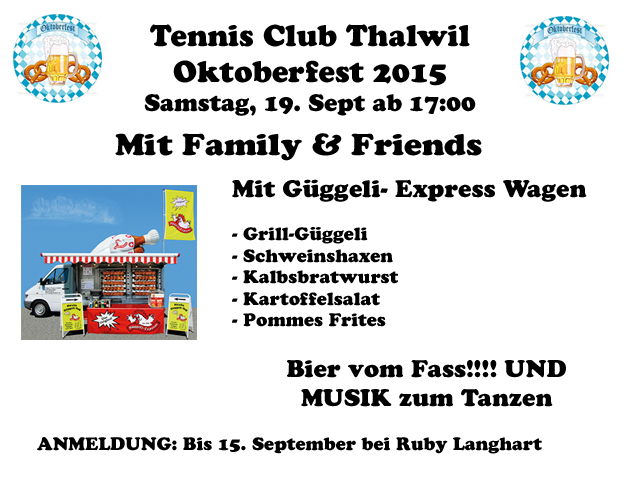 Oktoberfest
Oktoberfest
Tennis Club Thalwil
Oktoberfest 2015
Samstag, 19. Sept ab 17:00
Mit Family & Friends
Mit Güggeli- Express Wagen
- Grill-Güggeli
- Schweinshaxen
- Kalbsbratwurst
- Kartoffelsalat
- Pommes Frites
Bier vom Fass!!!! UND
MUSIK zum Tanzen
ANMELDUNG: Bis 15. September bei Ruby Langhart